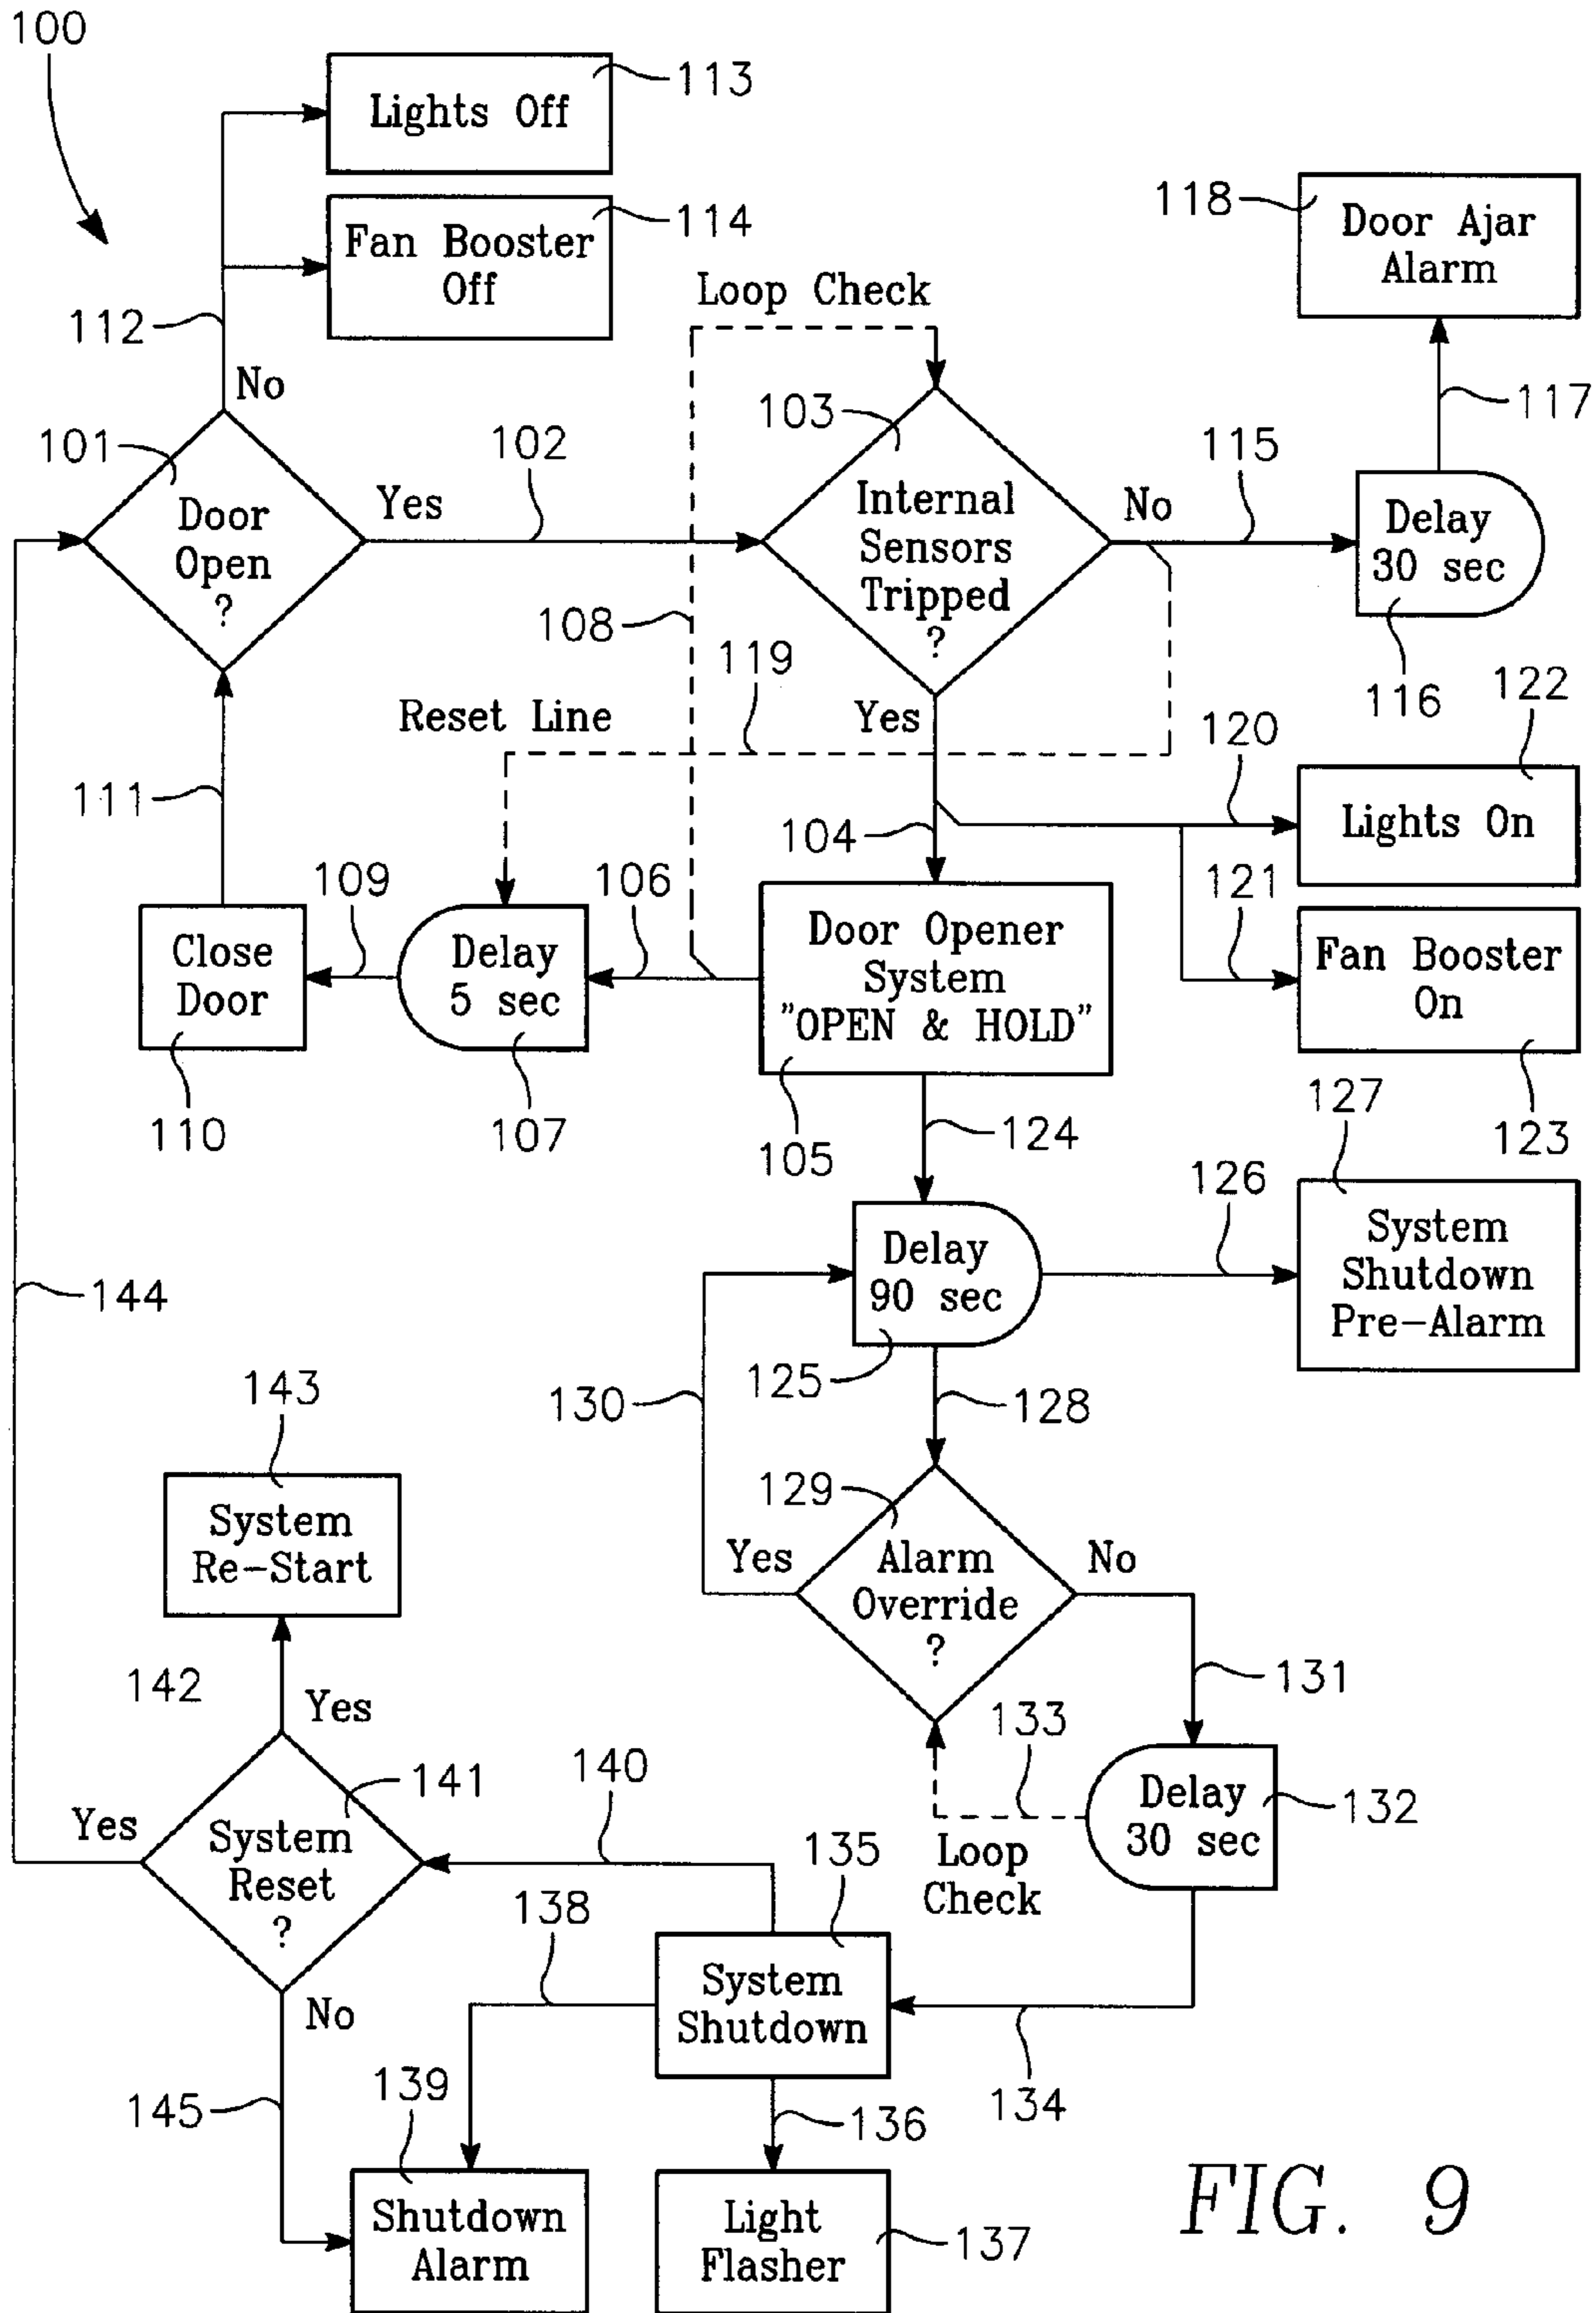 100
Lights Off
113
Fan Booster
Off
114
112
No
118
Door Ajar
Alarm
117
Loop Check
101
Door
Open
?
Yes
102
103
Internal
Sensors
Tripped
?
No
115
Delay
30 sec
116
108
119
Reset Line
Yes
104
120
122
Lights On
121
Fan Booster
On
123
111
109
106
Close
Door
110
Delay
5 sec
107
Door Opener
System
"OPEN & HOLD"
105
124
127
126
System
Shutdown
Pre-Alarm
Delay
90 sec
125
128
130
144
129
Alarm
Override
?
Yes
No
131
133
Loop
Check
Delay
30 sec
132
143
System
Re-Start
142
Yes
141
Yes
System
Reset
?
No
140
135
System
Shutdown
138
134
136
145
139
Shutdown
Alarm
Light
Flasher
137
FIG. 9